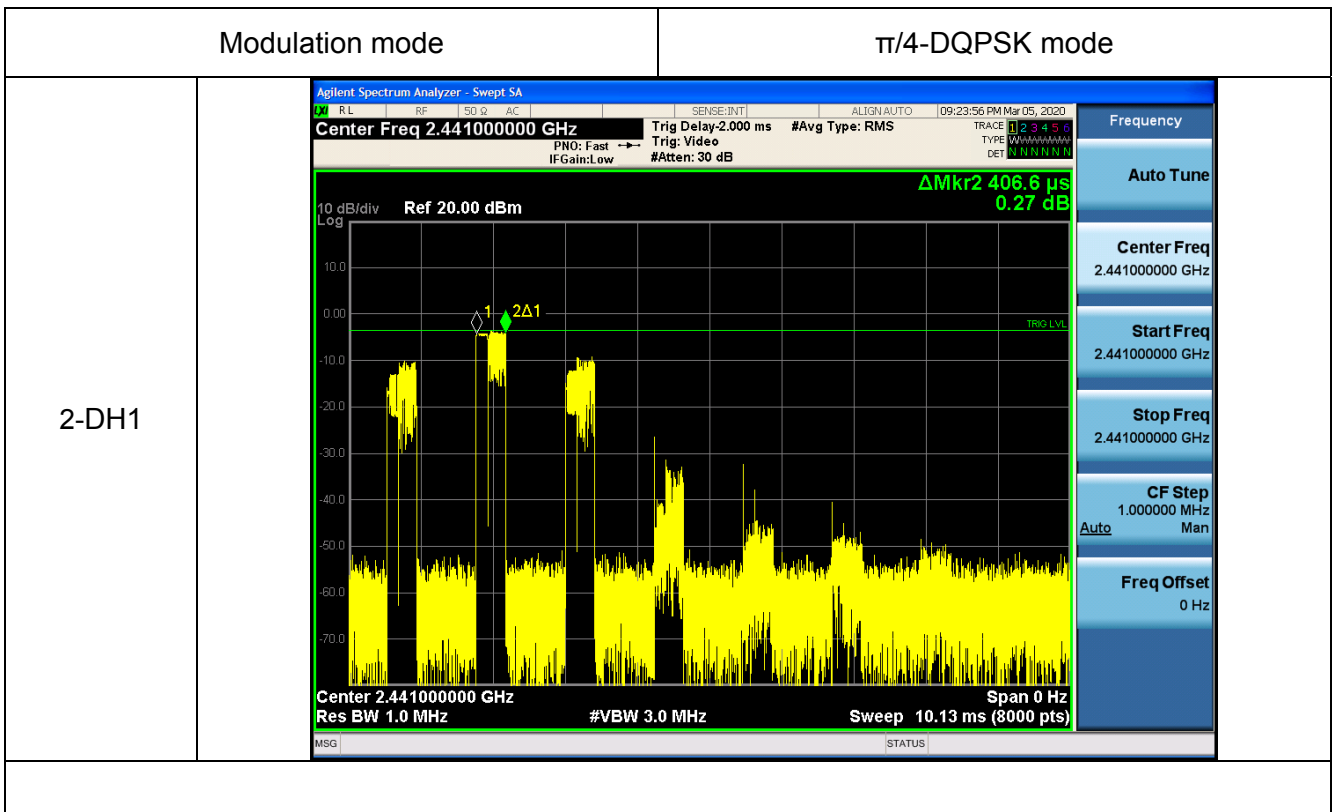 Modulation mode
π/4-DQPSK mode
2-DH1
Agilent Spectrum Analyzer - Swept SA
LXI RL RF 50 Ω AC SENSE:INT ALIGN AUTO 09:23:56 PM Mar 05, 2020
Center Freq 2.441000000 GHz
PNO: Fast
IFGain:Low
Trig Delay-2.000 ms
Trig: Video
#Atten: 30 dB
#Avg Type: RMS
TRACE 1 2 3 4 5 6
TYPE WWWWWW
DET N N N N N N
ΔMkr2 406.6 µs
0.27 dB
10 dB/div Ref 20.00 dBm
Log
10.0
0.00
-10.0
-20.0
-30.0
-40.0
-50.0
-60.0
-70.0
1 2Δ1
TRIG LVL
Center 2.441000000 GHz Span 0 Hz
Res BW 1.0 MHz #VBW 3.0 MHz Sweep 10.13 ms (8000 pts)
MSG STATUS
Frequency
Auto Tune
Center Freq
2.441000000 GHz
Start Freq
2.441000000 GHz
Stop Freq
2.441000000 GHz
CF Step
1.000000 MHz
Auto Man
Freq Offset
0 Hz